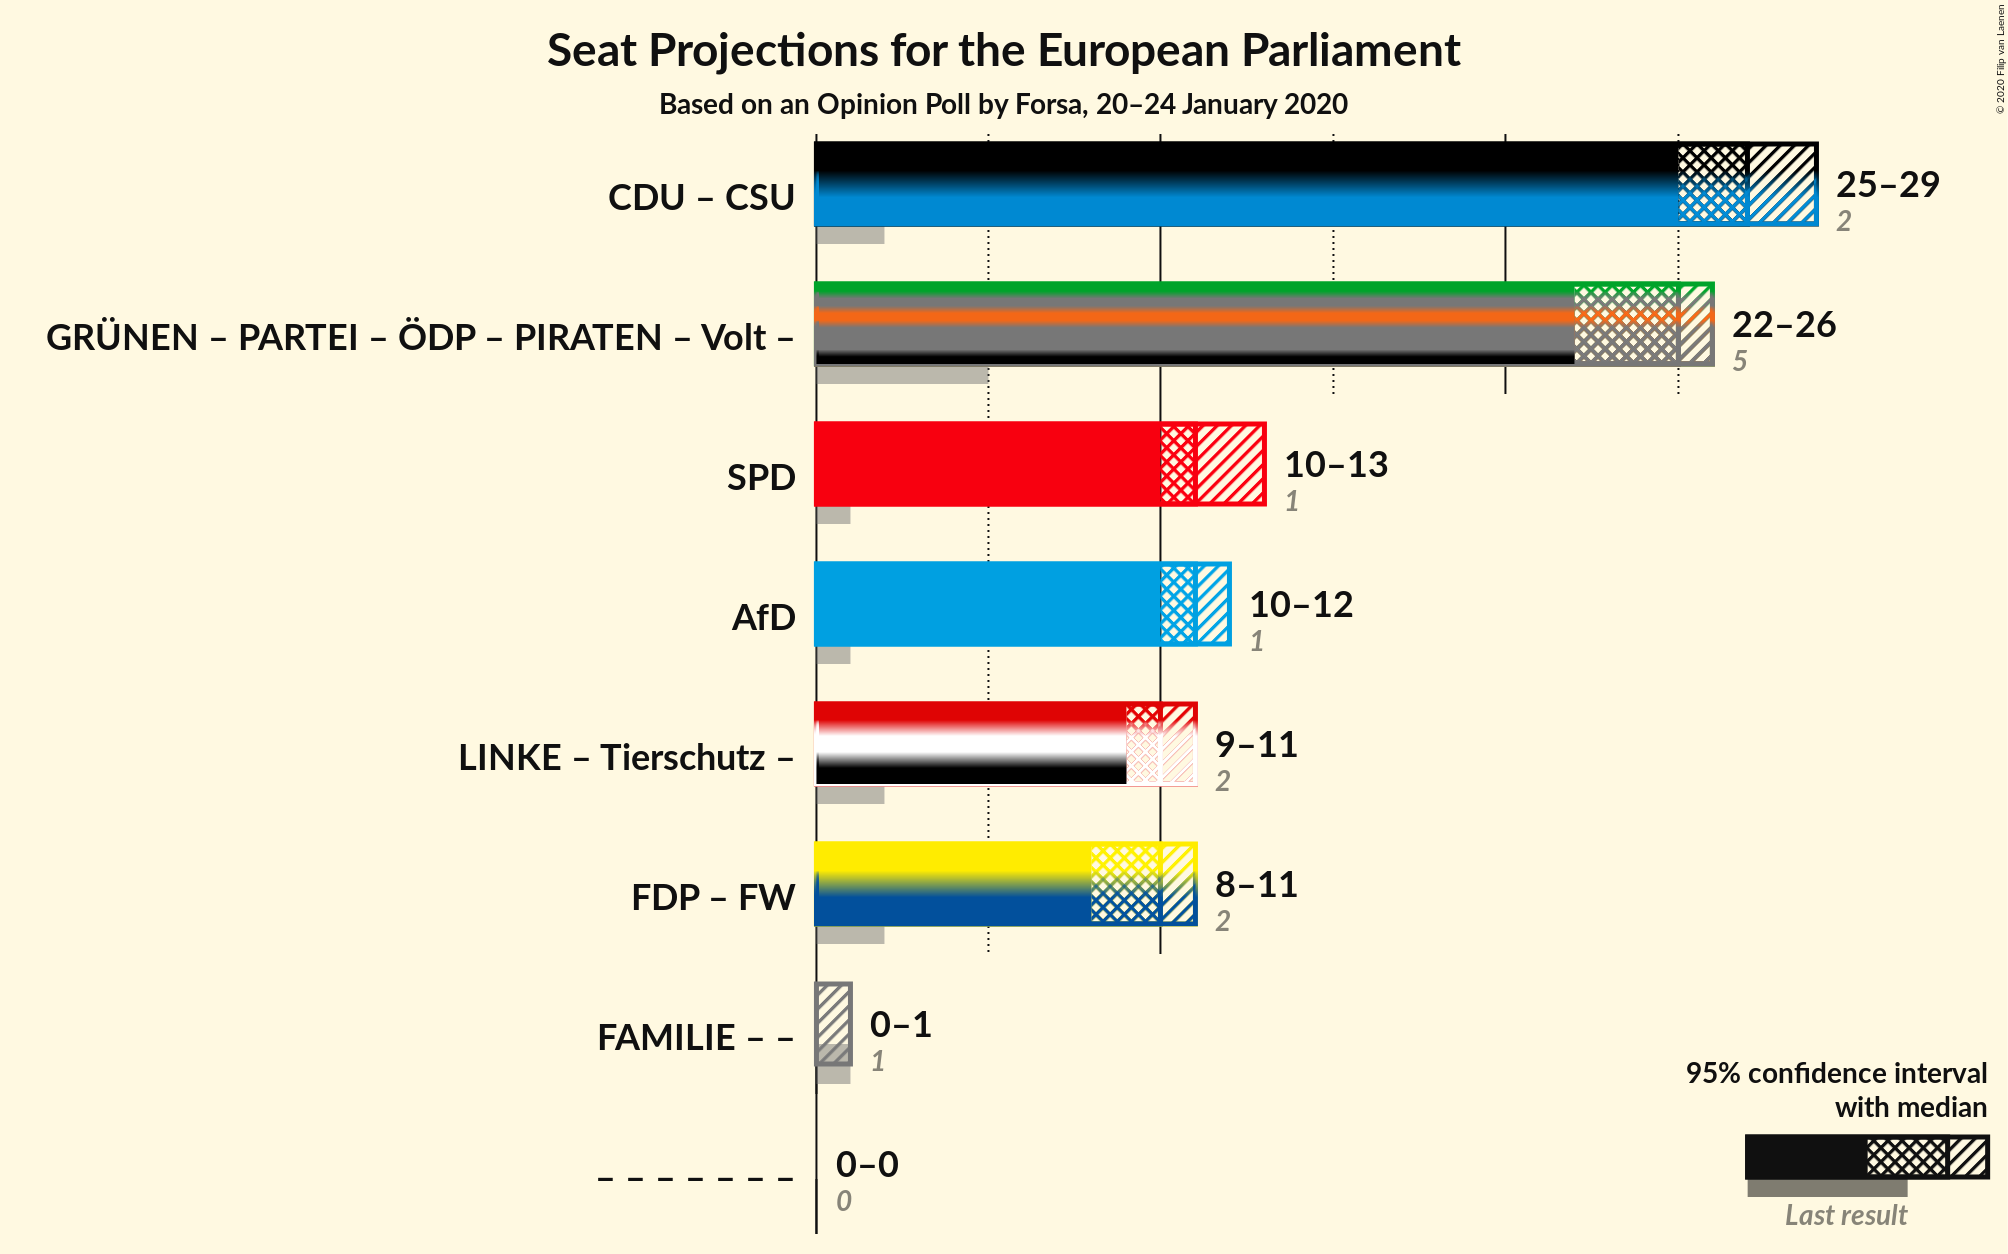 Seat Projections for the European Parliament
Based on an Opinion Poll by Forsa, 20–24 January 2020
© 2020 Filip van Laenen
CDU – CSU
25–29
2
GRÜNEN – PARTEI – ÖDP – PIRATEN – Volt –
22–26
5
SPD
10–13
1
AfD
10–12
1
LINKE – Tierschutz –
9–11
2
FDP – FW
8–11
2
FAMILIE – –
0–1
1
– – – – – – –
0–0
0
95% confidence interval
with median
Last result